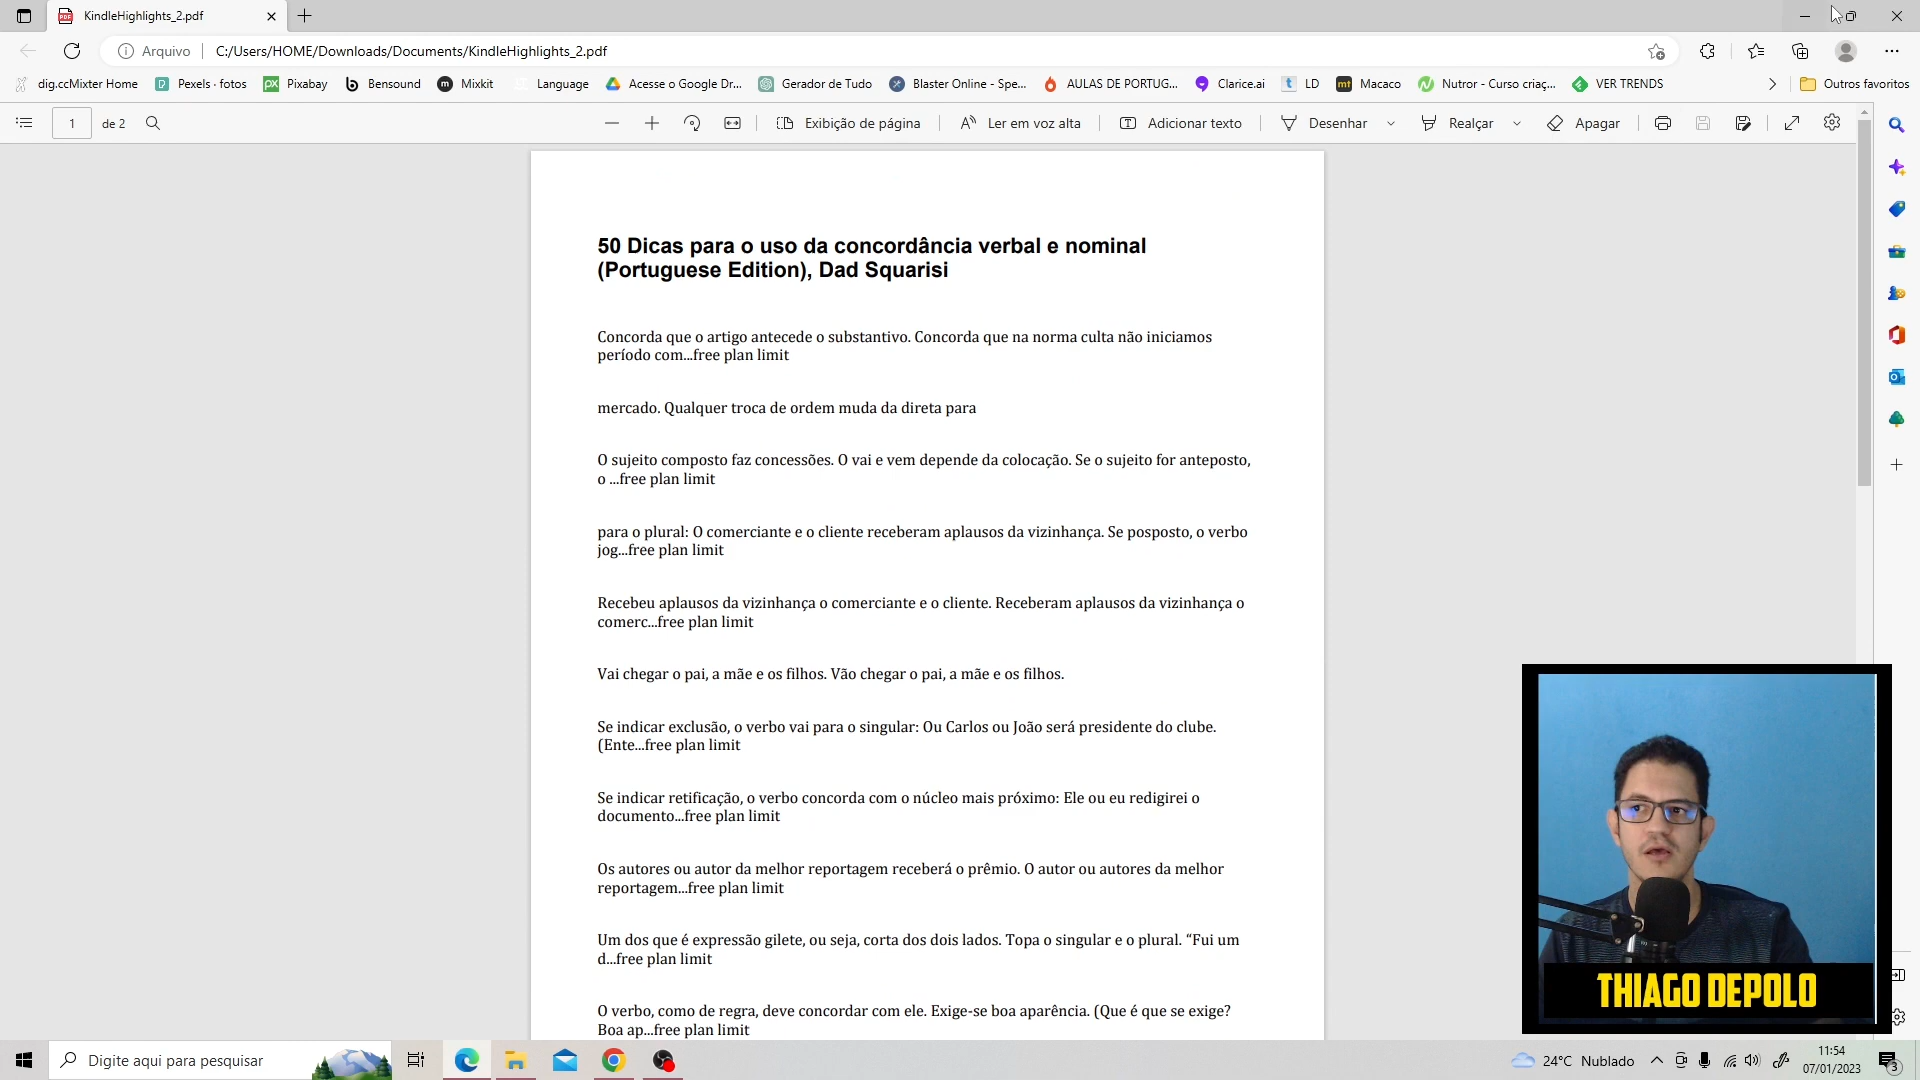 KindleHighlights_2.pdf
Arquivo
C:/Users/HOME/Downloads/Documents/KindleHighlights_2.pdf
dig.ccMixter Home
Pexels · fotos
Pixabay
Bensound
Mixkit
Language
Acesse o Google Dr...
Gerador de Tudo
Blaster Online - Spe...
AULAS DE PORTUG...
Clarice.ai
LD
Macaco
Nutror - Curso criaç...
VER TRENDS
Outros favoritos
1 de 2
Exibição de página
Ler em voz alta
Adicionar texto
Desenhar
Realçar
Apagar
50 Dicas para o uso da concordância verbal e nominal
(Portuguese Edition), Dad Squarisi
Concorda que o artigo antecede o substantivo. Concorda que na norma culta não iniciamos
período com...free plan limit
mercado. Qualquer troca de ordem muda da direta para
O sujeito composto faz concessões. O vai e vem depende da colocação. Se o sujeito for anteposto,
o ...free plan limit
para o plural: O comerciante e o cliente receberam aplausos da vizinhança. Se posposto, o verbo
jog...free plan limit
Recebeu aplausos da vizinhança o comerciante e o cliente. Receberam aplausos da vizinhança o
comerc...free plan limit
Vai chegar o pai, a mãe e os filhos. Vão chegar o pai, a mãe e os filhos.
Se indicar exclusão, o verbo vai para o singular: Ou Carlos ou João será presidente do clube.
(Ente...free plan limit
Se indicar retificação, o verbo concorda com o núcleo mais próximo: Ele ou eu redigirei o
documento...free plan limit
Os autores ou autor da melhor reportagem receberá o prêmio. O autor ou autores da melhor
reportagem...free plan limit
Um dos que é expressão gilete, ou seja, corta dos dois lados. Topa o singular e o plural. “Fui um
d...free plan limit
O verbo, como de regra, deve concordar com ele. Exige-se boa aparência. (Que é que se exige?
Boa ap...free plan limit
THIAGO DEPOLO
Digite aqui para pesquisar
24°C Nublado
11:54
07/01/2023
3